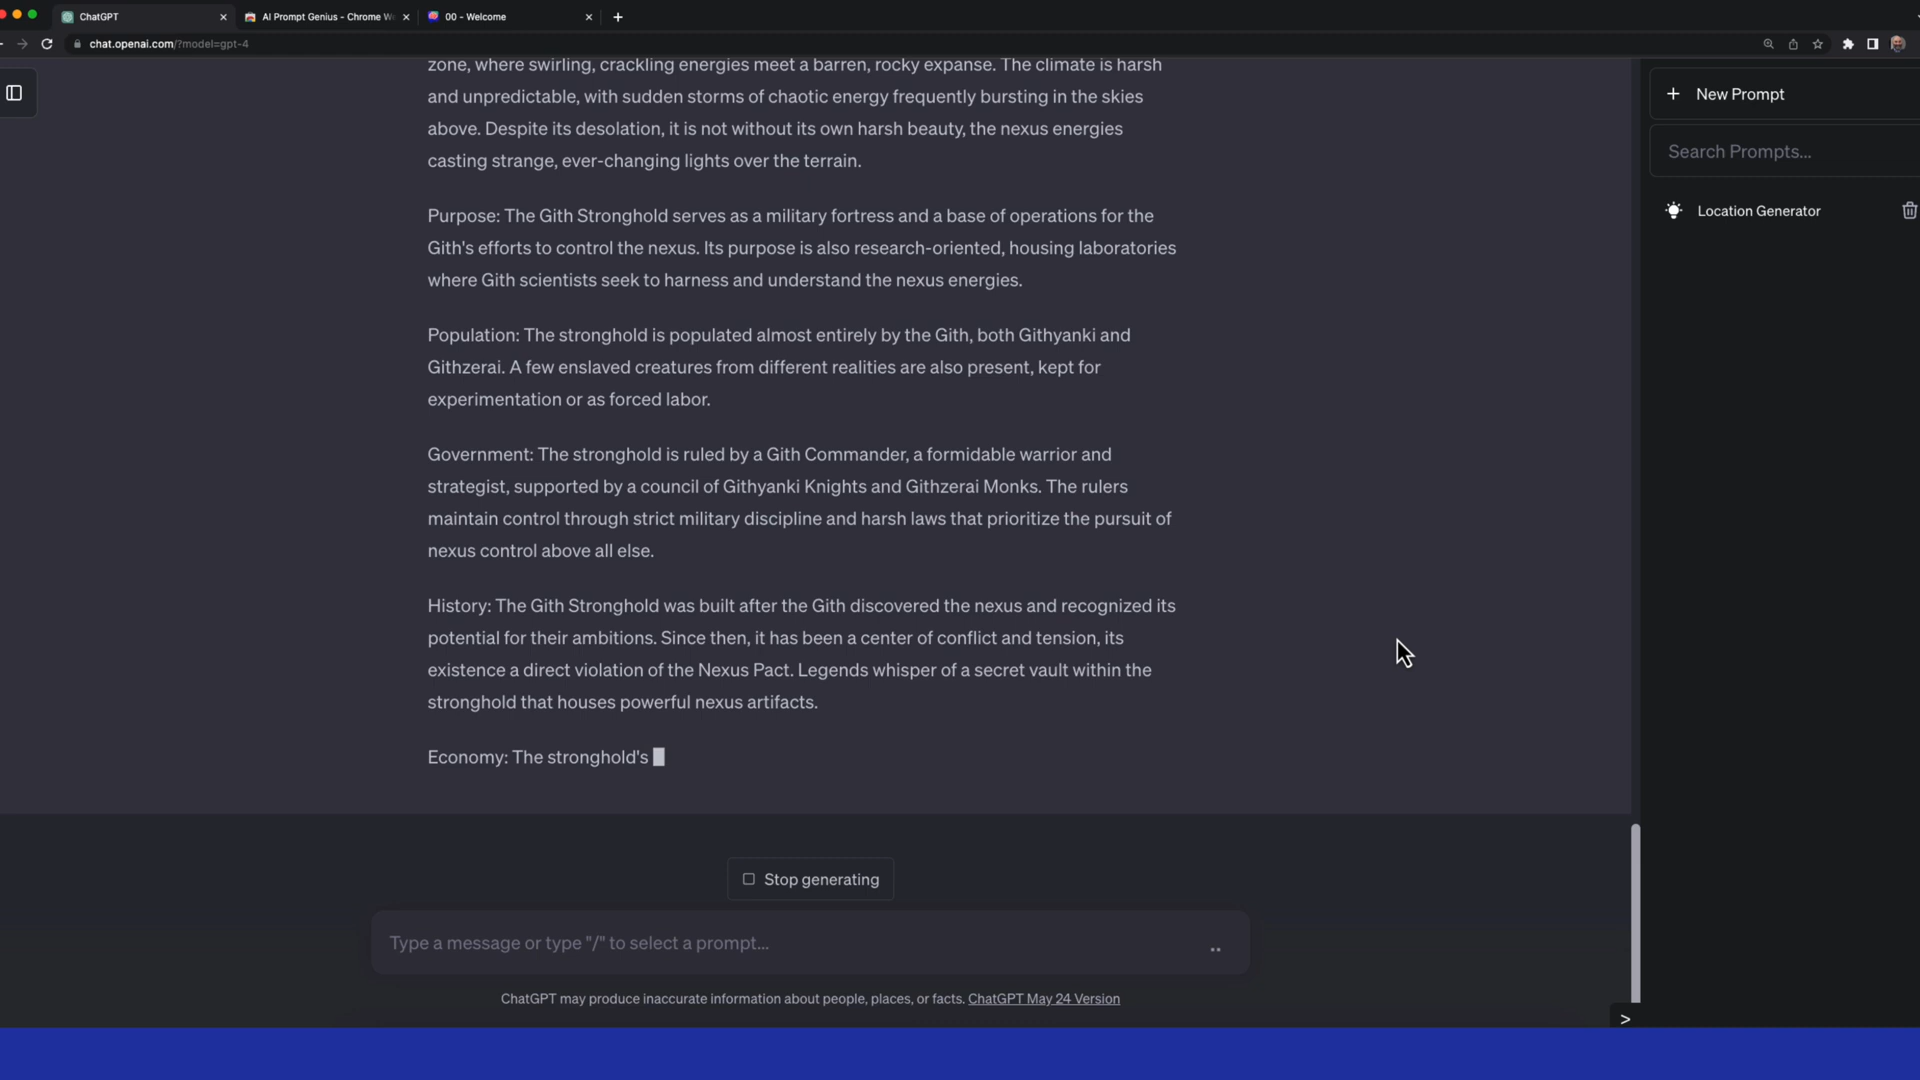 ChatGPT
AI Prompt Genius - Chrome We
00 - Welcome
chat.openai.com/?model=gpt-4
zone, where swirling, crackling energies meet a barren, rocky expanse. The climate is harsh
and unpredictable, with sudden storms of chaotic energy frequently bursting in the skies
above. Despite its desolation, it is not without its own harsh beauty, the nexus energies
casting strange, ever-changing lights over the terrain.
Purpose: The Gith Stronghold serves as a military fortress and a base of operations for the
Gith's efforts to control the nexus. Its purpose is also research-oriented, housing laboratories
where Gith scientists seek to harness and understand the nexus energies.
Population: The stronghold is populated almost entirely by the Gith, both Githyanki and
Githzerai. A few enslaved creatures from different realities are also present, kept for
experimentation or as forced labor.
Government: The stronghold is ruled by a Gith Commander, a formidable warrior and
strategist, supported by a council of Githyanki Knights and Githzerai Monks. The rulers
maintain control through strict military discipline and harsh laws that prioritize the pursuit of
nexus control above all else.
History: The Gith Stronghold was built after the Gith discovered the nexus and recognized its
potential for their ambitions. Since then, it has been a center of conflict and tension, its
existence a direct violation of the Nexus Pact. Legends whisper of a secret vault within the
stronghold that houses powerful nexus artifacts.
Economy: The stronghold's
Stop generating
Type a message or type "/" to select a prompt...
ChatGPT may produce inaccurate information about people, places, or facts. ChatGPT May 24 Version
+ New Prompt
Search Prompts...
Location Generator
>